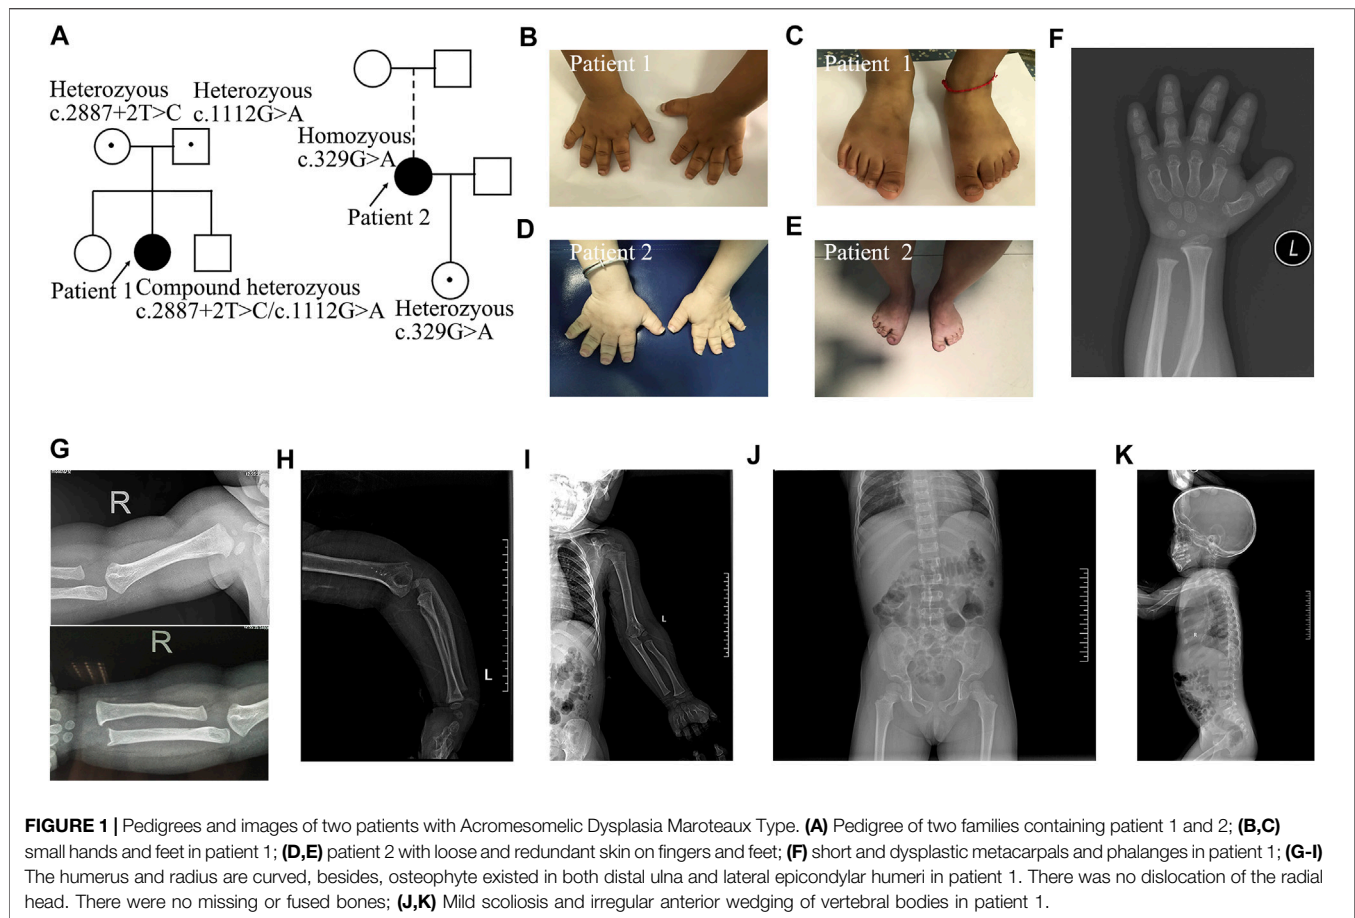 A
Heterozyous
c.2887+2T>C
Heterozyous
c.1112G>A
Homozyous
c.329G>A
Patient 2
Patient 1
Compound heterozyous
c.2887+2T>C/c.1112G>A
Heterozyous
c.329G>A
B
Patient 1
C
Patient 1
D
Patient 2
E
Patient 2
F
L
G
R
R
H
L
I
L
J
K
FIGURE 1 | Pedigrees and images of two patients with Acromesomelic Dysplasia Maroteaux Type. (A) Pedigree of two families containing patient 1 and 2; (B,C)
small hands and feet in patient 1; (D,E) patient 2 with loose and redundant skin on fingers and feet; (F) short and dysplastic metacarpals and phalanges in patient 1; (G-I)
The humerus and radius are curved, besides, osteophyte existed in both distal ulna and lateral epicondylar humeri in patient 1. There was no dislocation of the radial
head. There were no missing or fused bones; (J,K) Mild scoliosis and irregular anterior wedging of vertebral bodies in patient 1.